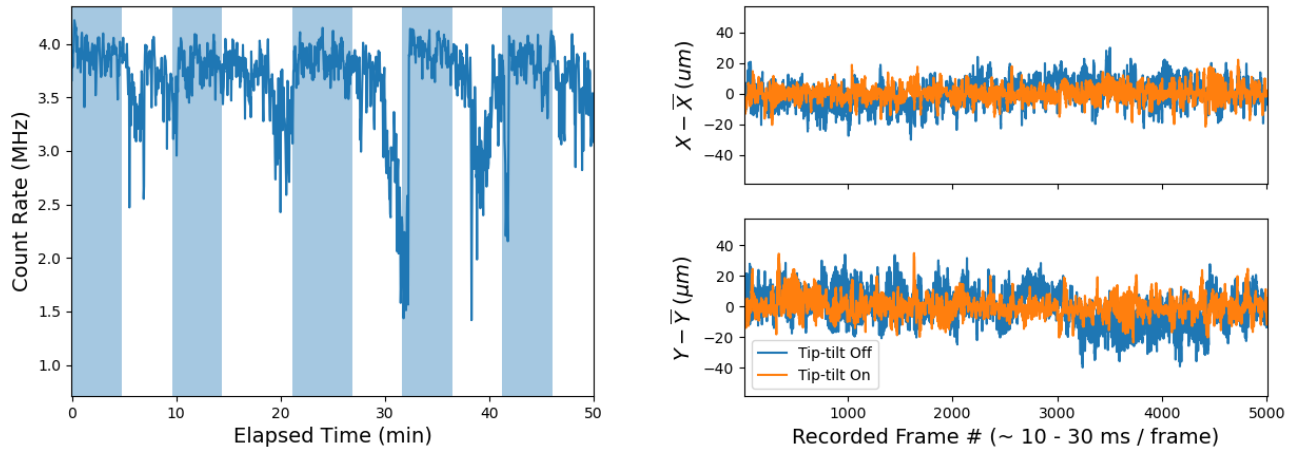 4.0
3.5
3.0
2.5
2.0
1.5
1.0
Count Rate (MHz)
0 10 20 30 40 50
Elapsed Time (min)
40
20
0
−20
−40
X − X̅ (um)
40
20
0
−20
−40
Y − Y̅ (μm)
Tip-tilt Off
Tip-tilt On
1000 2000 3000 4000 5000
Recorded Frame # (~ 10 - 30 ms / frame)